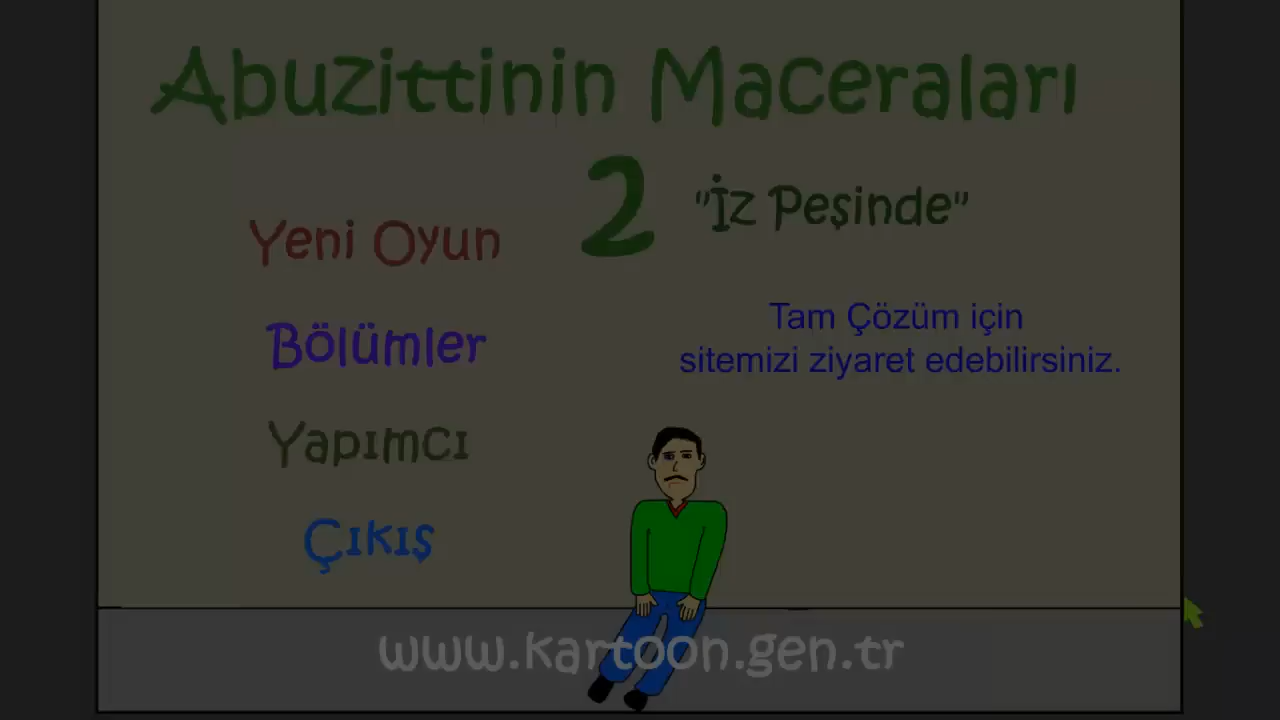 Abuzittinin Maceraları
2
"İz Peşinde"
Yeni Oyun
Bölümler
Yapımcı
Çıkış
Tam Çözüm için
sitemizi ziyaret edebilirsiniz.
www.kartoon.gen.tr